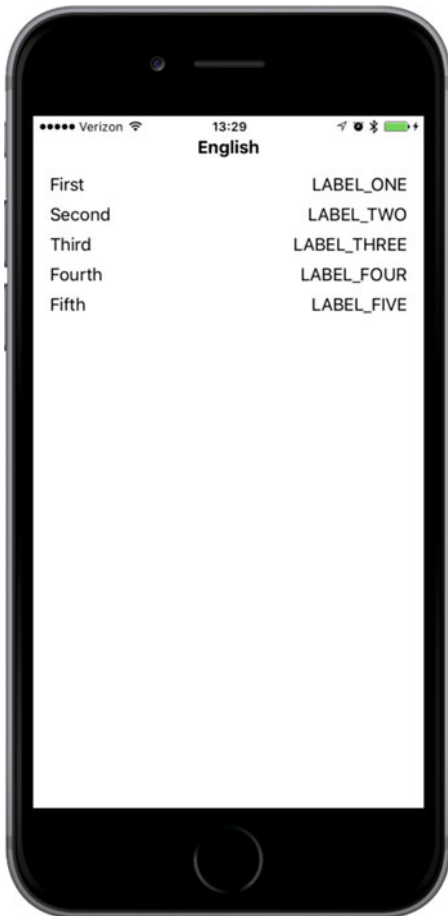 Verizon 13:29
English
First LABEL_ONE
Second LABEL_TWO
Third LABEL_THREE
Fourth LABEL_FOUR
Fifth LABEL_FIVE